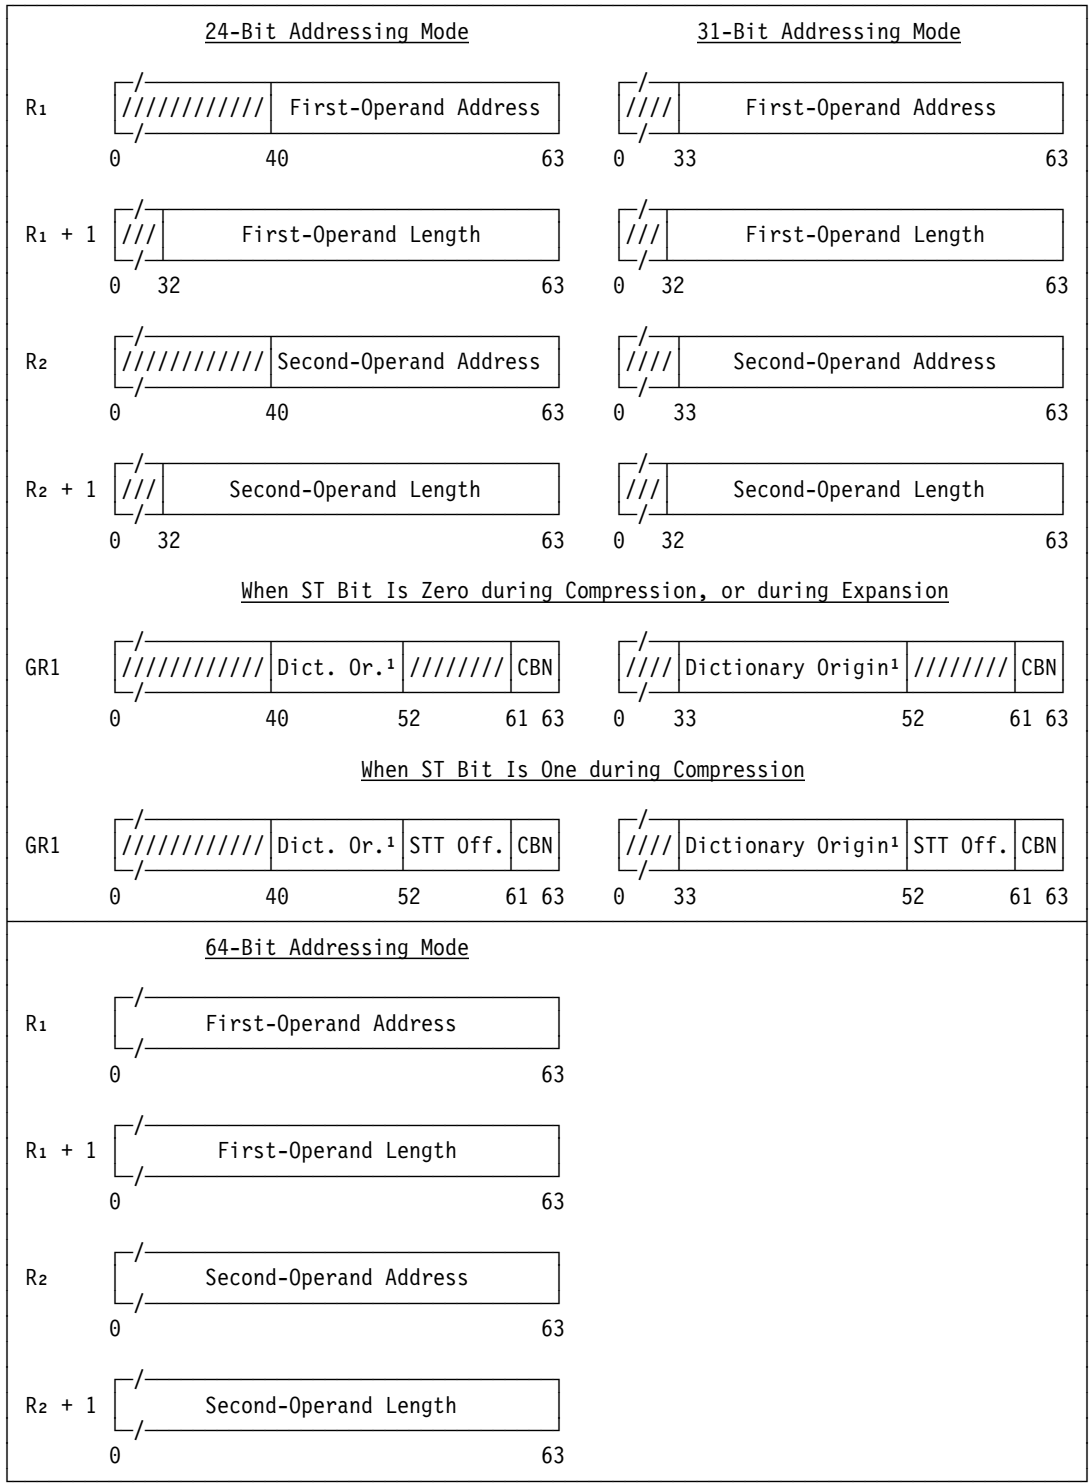 24-Bit Addressing Mode 31-Bit Addressing Mode
R₁ //////////// First-Operand Address //// First-Operand Address
0 40 63 0 33 63
R₁ + 1 /// First-Operand Length /// First-Operand Length
0 32 63 0 32 63
R₂ //////////// Second-Operand Address //// Second-Operand Address
0 40 63 0 33 63
R₂ + 1 /// Second-Operand Length /// Second-Operand Length
0 32 63 0 32 63
When ST Bit Is Zero during Compression, or during Expansion
GR1 //////////// Dict. Or.¹ //////// CBN //// Dictionary Origin¹ //////// CBN
0 40 52 61 63 0 33 52 61 63
When ST Bit Is One during Compression
GR1 //////////// Dict. Or.¹ STT Off. CBN //// Dictionary Origin¹ STT Off. CBN
0 40 52 61 63 0 33 52 61 63
64-Bit Addressing Mode
R₁ First-Operand Address
0 63
R₁ + 1 First-Operand Length
0 63
R₂ Second-Operand Address
0 63
R₂ + 1 Second-Operand Length
0 63